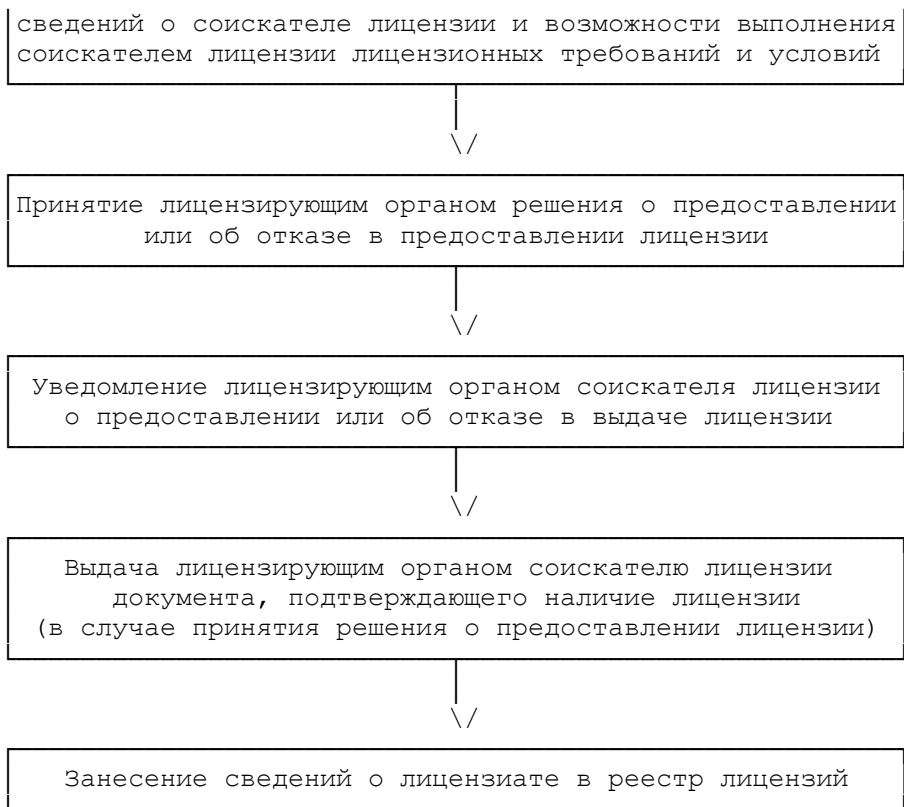 сведений о соискателе лицензии и возможности выполнения
соискателем лицензии лицензионных требований и условий
Принятие лицензирующим органом решения о предоставлении
или об отказе в предоставлении лицензии
Уведомление лицензирующим органом соискателя лицензии
о предоставлении или об отказе в выдаче лицензии
Выдача лицензирующим органом соискателю лицензии
документа, подтверждающего наличие лицензии
(в случае принятия решения о предоставлении лицензии)
Занесение сведений о лицензиате в реестр лицензий